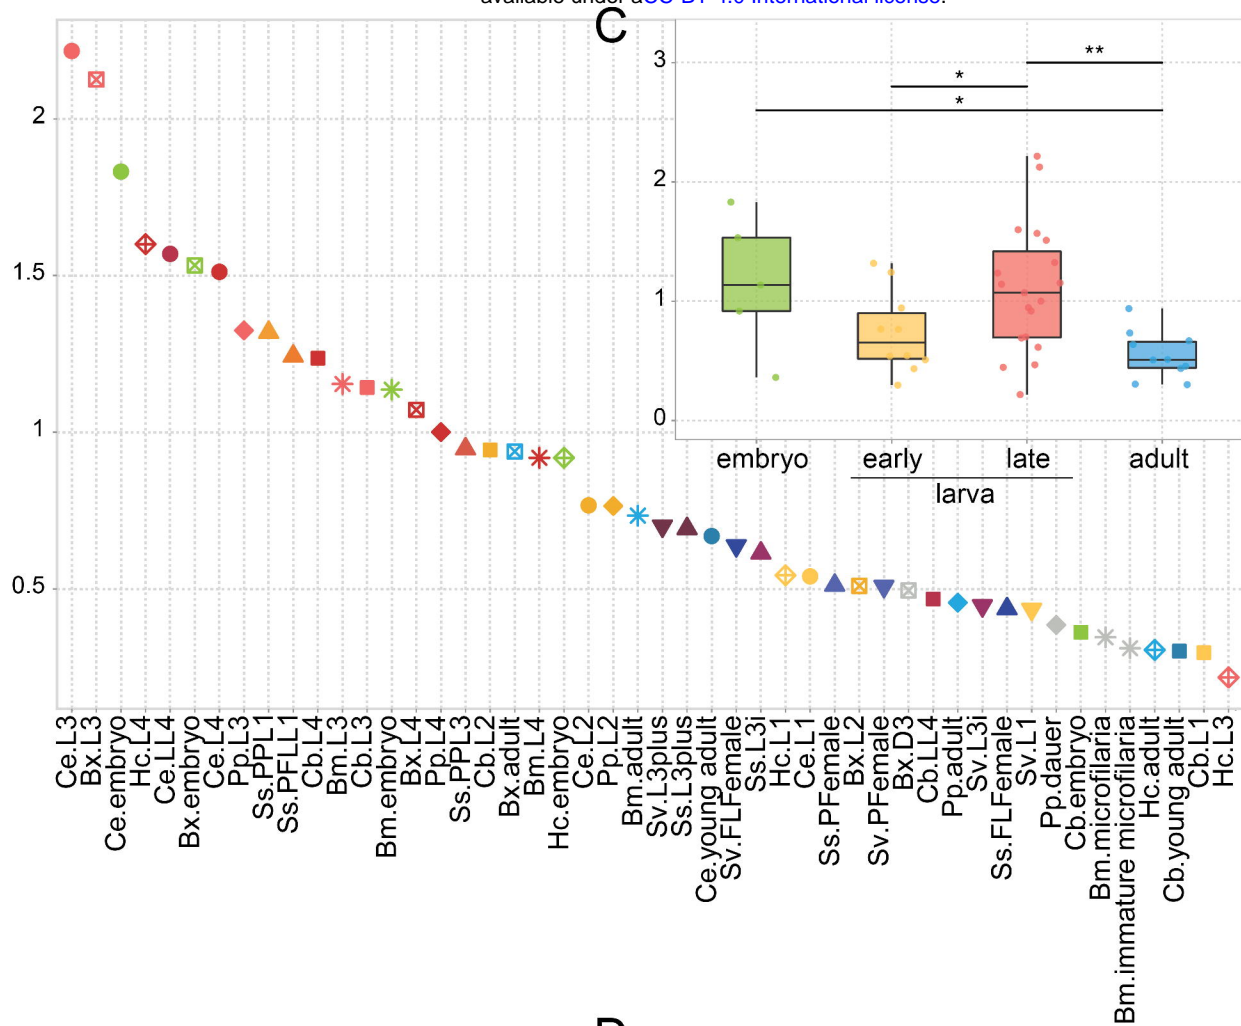 C
2
1.5
1
0.5
3
2
1
0
*
**
*
embryo early late adult
larva
Ce.L3
Bx.L3
Ce.embryo
Hc.L4
Ce.LL4
Bx.embryo
Ce.L4
Pp.L3
Ss.PPL1
Ss.PFLL1
Cb.L4
Bm.L3
Cb.L3
Bm.embryo
Bx.L4
Pp.L4
Ss.PPL3
Cb.L2
Bx.adult
Bm.L4
Hc.embryo
Ce.L2
Pp.L2
Bm.adult
Sv.L3plus
Ss.L3plus
Ce.young adult
Sv.FLFemale
Ss.L3i
Hc.L1
Ce.L1
Ss.PFemale
Bx.L2
Sv.PFemale
Bx.D3
Cb.LL4
Pp.adult
Sv.L3i
Ss.FLFemale
Sv.L1
Pp.dauer
Cb.embryo
Bm.microfilaria
Bm.immature microfilaria
Hc.adult
Cb.young adult
Cb.L1
Hc.L3